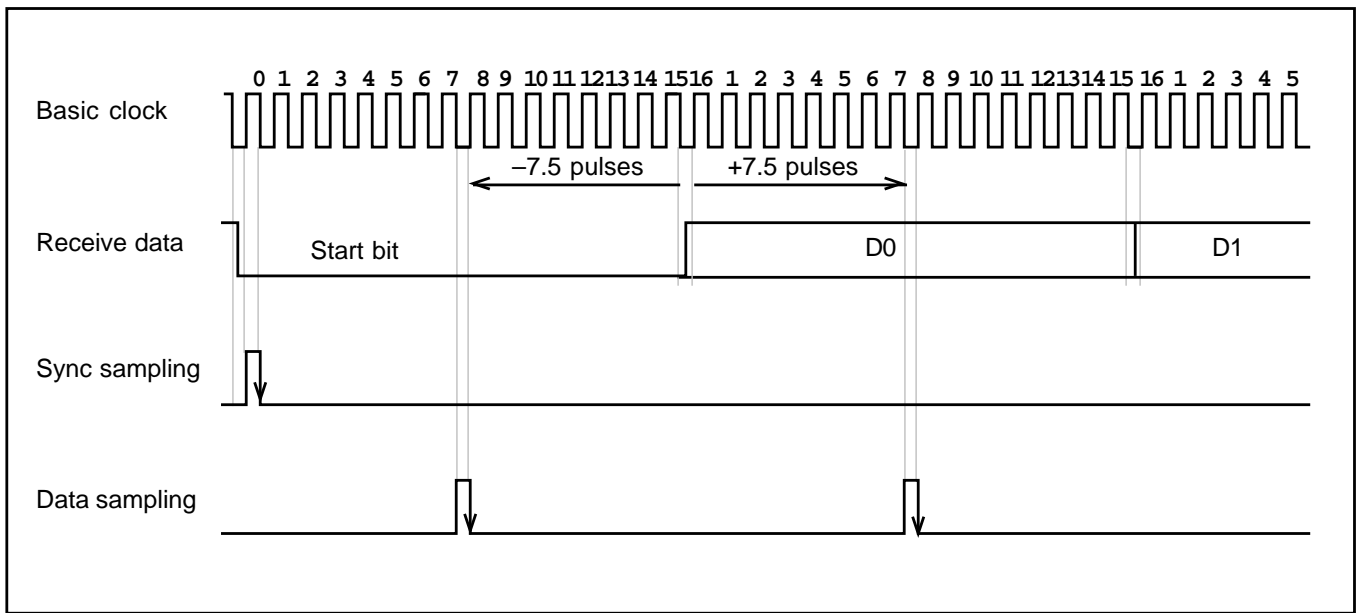 0 1 2 3 4 5 6 7 8 9 10 11 12 13 14 15 16 1 2 3 4 5 6 7 8 9 10 11 12 13 14 15 16 1 2 3 4 5
Basic clock
–7.5 pulses +7.5 pulses
Receive data
Start bit D0 D1
Sync sampling
Data sampling